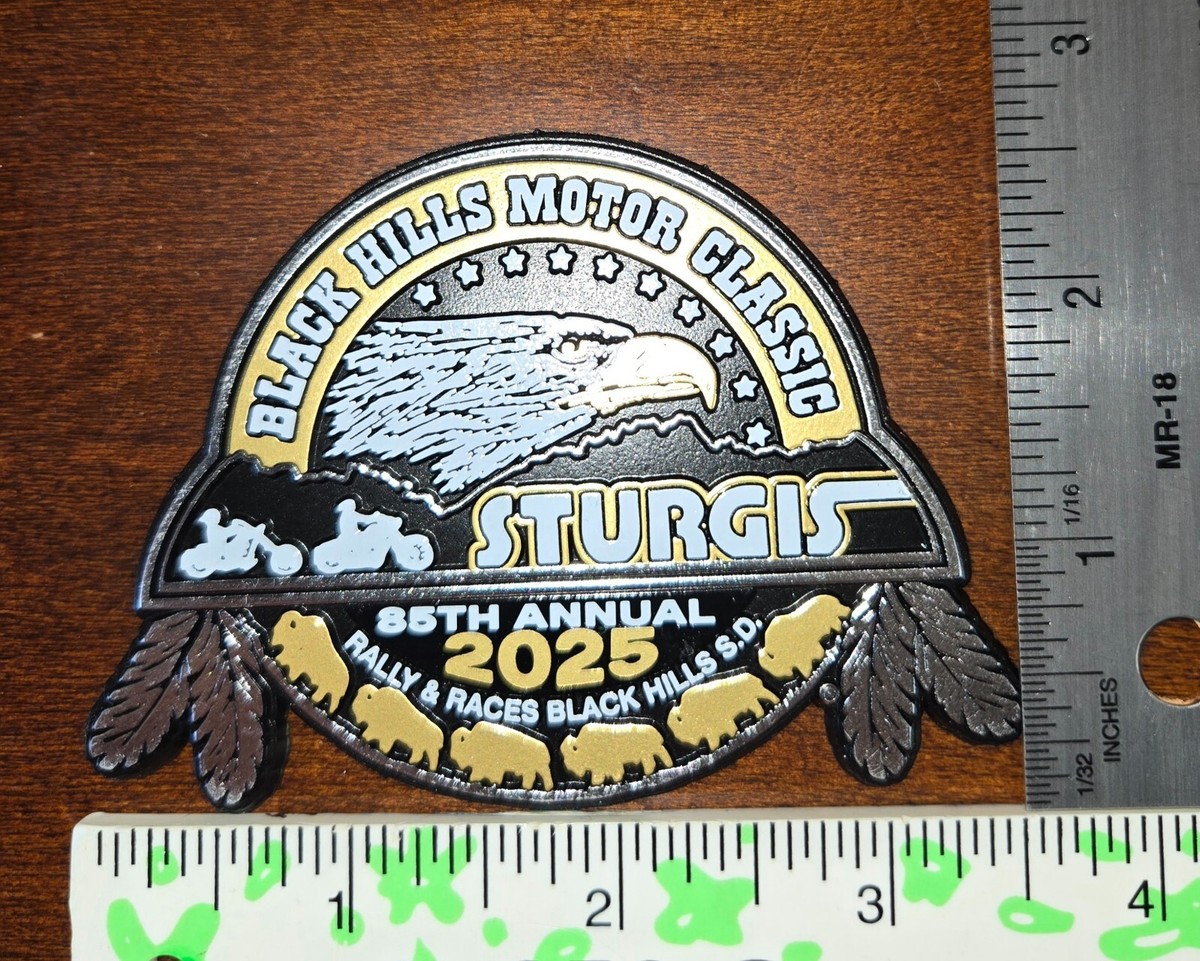 BLACK HILLS MOTOR CLASSIC
STURGIS
85TH ANNUAL
2025
RALLY & RACES BLACK HILLS S.D.
3
2
1
1/16
1/32
INCHES
MR-18
1
2
3
4